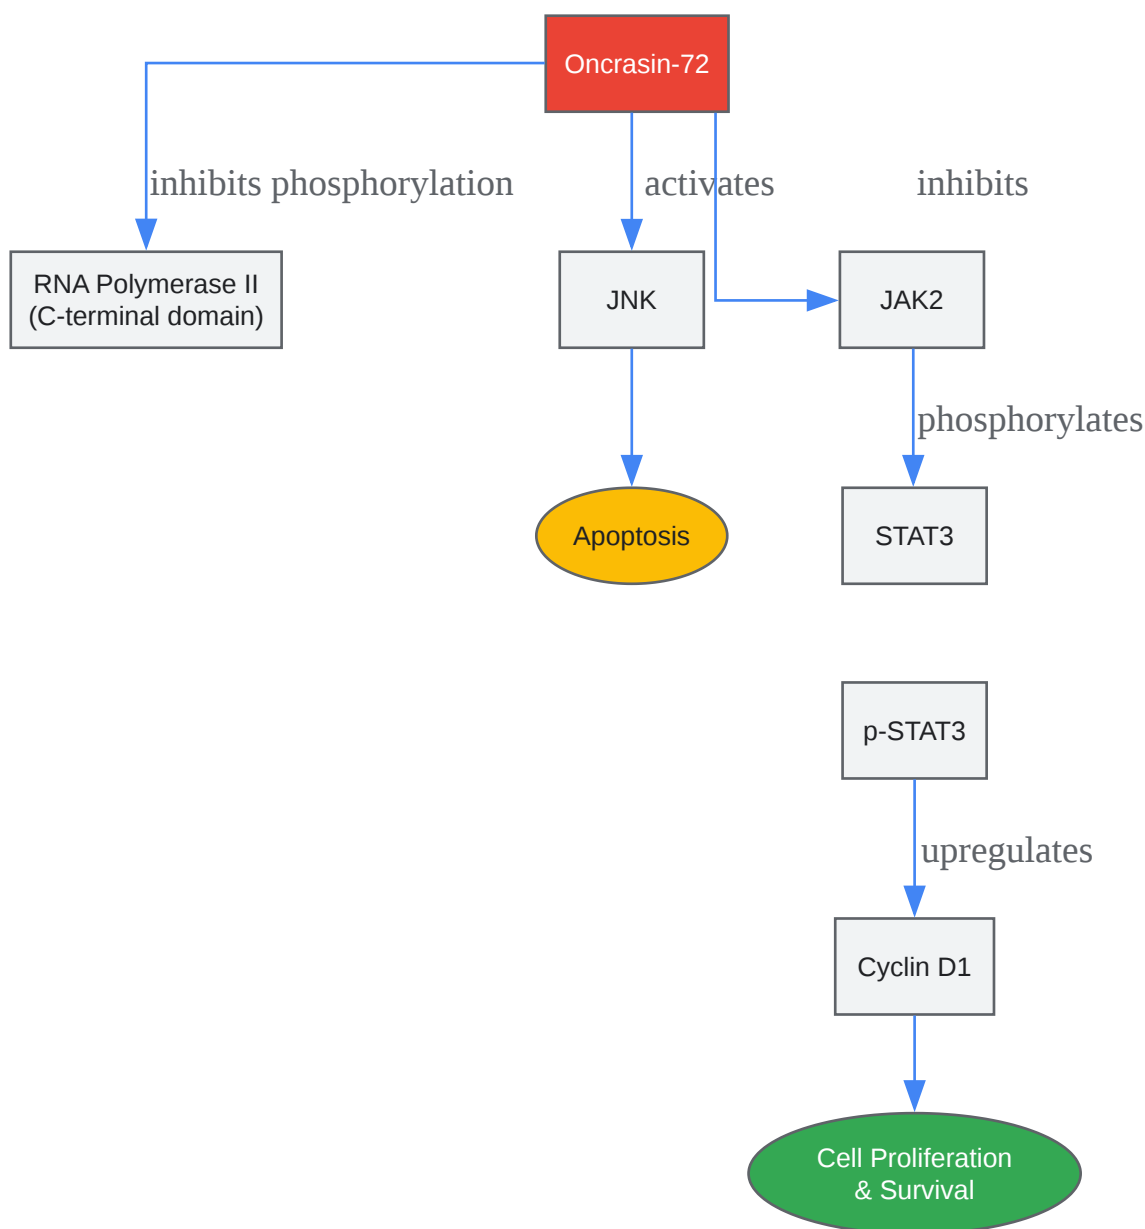 Oncrasin-72
inhibits phosphorylation
activates
inhibits
RNA Polymerase II
(C-terminal domain)
JNK
JAK2
phosphorylates
Apoptosis
STAT3
p-STAT3
upregulates
Cyclin D1
Cell Proliferation
& Survival